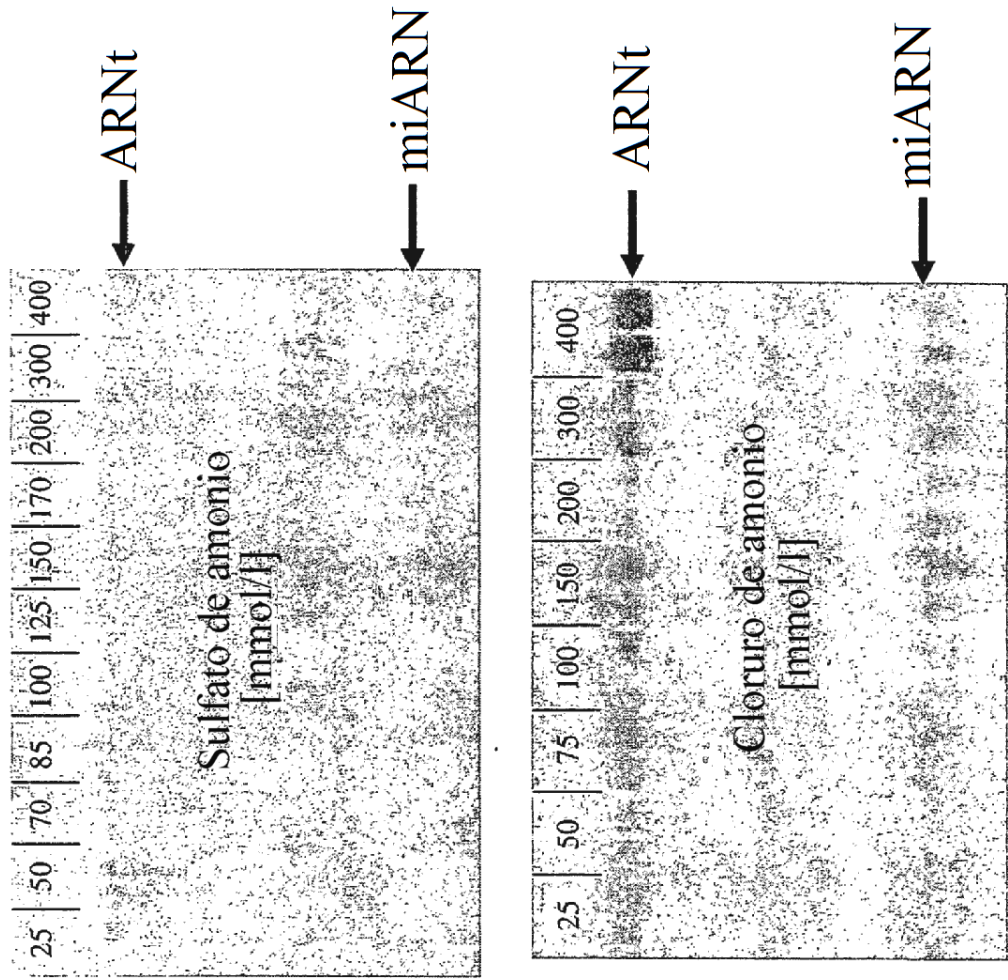 25 50 70 85 100 125 150 170 200 300 400
Sulfato de amonio
[mmol/l]
ARNt
miARN
25 50 75 100 150 200 300 400
Cloruro de amonio
[mmol/l]
ARNt
miARN